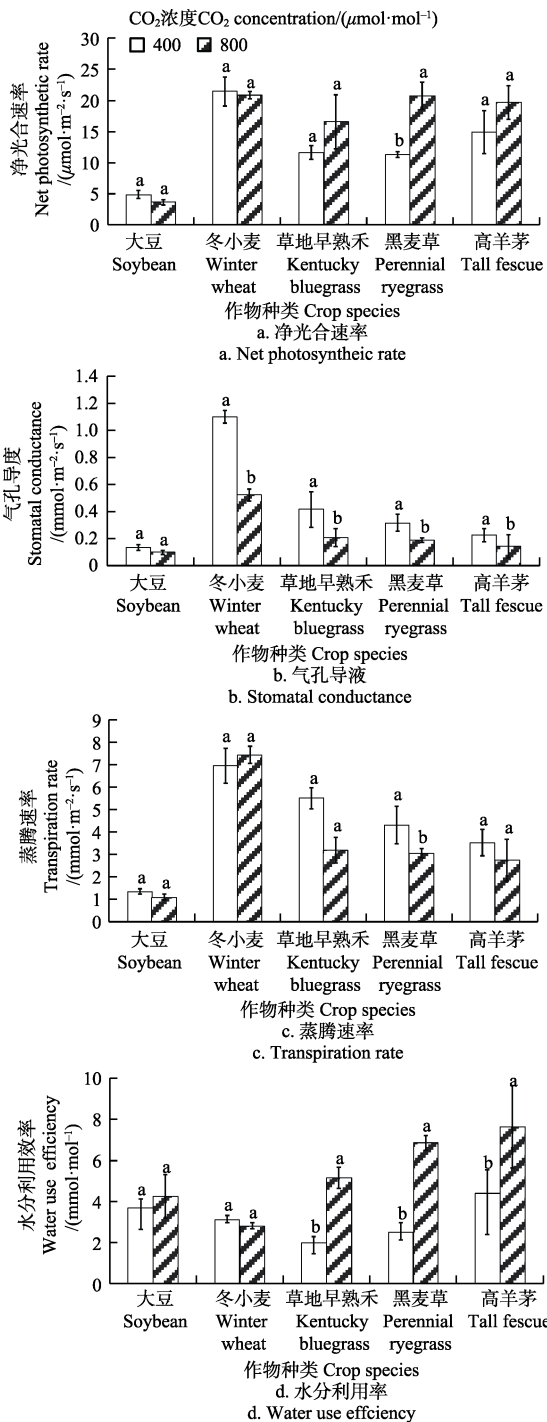 CO₂浓度CO₂ concentration/(μmol·mol⁻¹)
400 800
净光合速率
Net photosynthetic rate
/(μmol·m⁻²·s⁻¹)
30
25
20
15
10
5
0
a a a a a a b a a a
大豆 冬小麦 草地早熟禾 黑麦草 高羊茅
Soybean Winter Kentucky Perennial Tall fescue
wheat bluegrass ryegrass
作物种类 Crop species
a. 净光合速率
a. Net photosyntheic rate
气孔导度
Stomatal conductance
/(mmol·m⁻²·s⁻¹)
1.4
1.2
1.0
0.8
0.6
0.4
0.2
0
a a a b a b a b a b
大豆 冬小麦 草地早熟禾 黑麦草 高羊茅
Soybean Winter Kentucky Perennial Tall fescue
wheat bluegrass ryegrass
作物种类 Crop species
b. 气孔导液
b. Stomatal conductance
蒸腾速率
Transpiration rate
/(mmol·m⁻²·s⁻¹)
9
8
7
6
5
4
3
2
1
0
a a a a a a a b a a
大豆 冬小麦 草地早熟禾 黑麦草 高羊茅
Soybean Winter Kentucky Perennial Tall fescue
wheat bluegrass ryegrass
作物种类 Crop species
c. 蒸腾速率
c. Transpiration rate
水分利用效率
Water use efficiency
/(mmol·mol⁻¹)
10
8
6
4
2
0
a a a a b a b a b a
大豆 冬小麦 草地早熟禾 黑麦草 高羊茅
Soybean Winter Kentucky Perennial Tall fescue
wheat bluegrass ryegrass
作物种类 Crop species
d. 水分利用率
d. Water use effciency